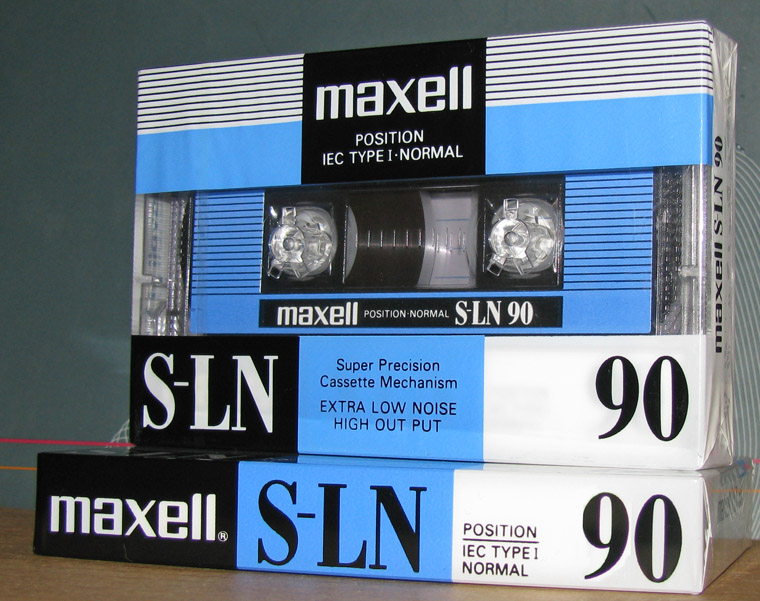 maxell
POSITION
IEC TYPE I·NORMAL
maxell POSITION·NORMAL S-LN 90
S-LN
Super Precision
Cassette Mechanism
EXTRA LOW NOISE
HIGH OUT PUT
90
maxell S-LN 90
maxell®
S-LN
POSITION
IEC TYPE I
NORMAL
90